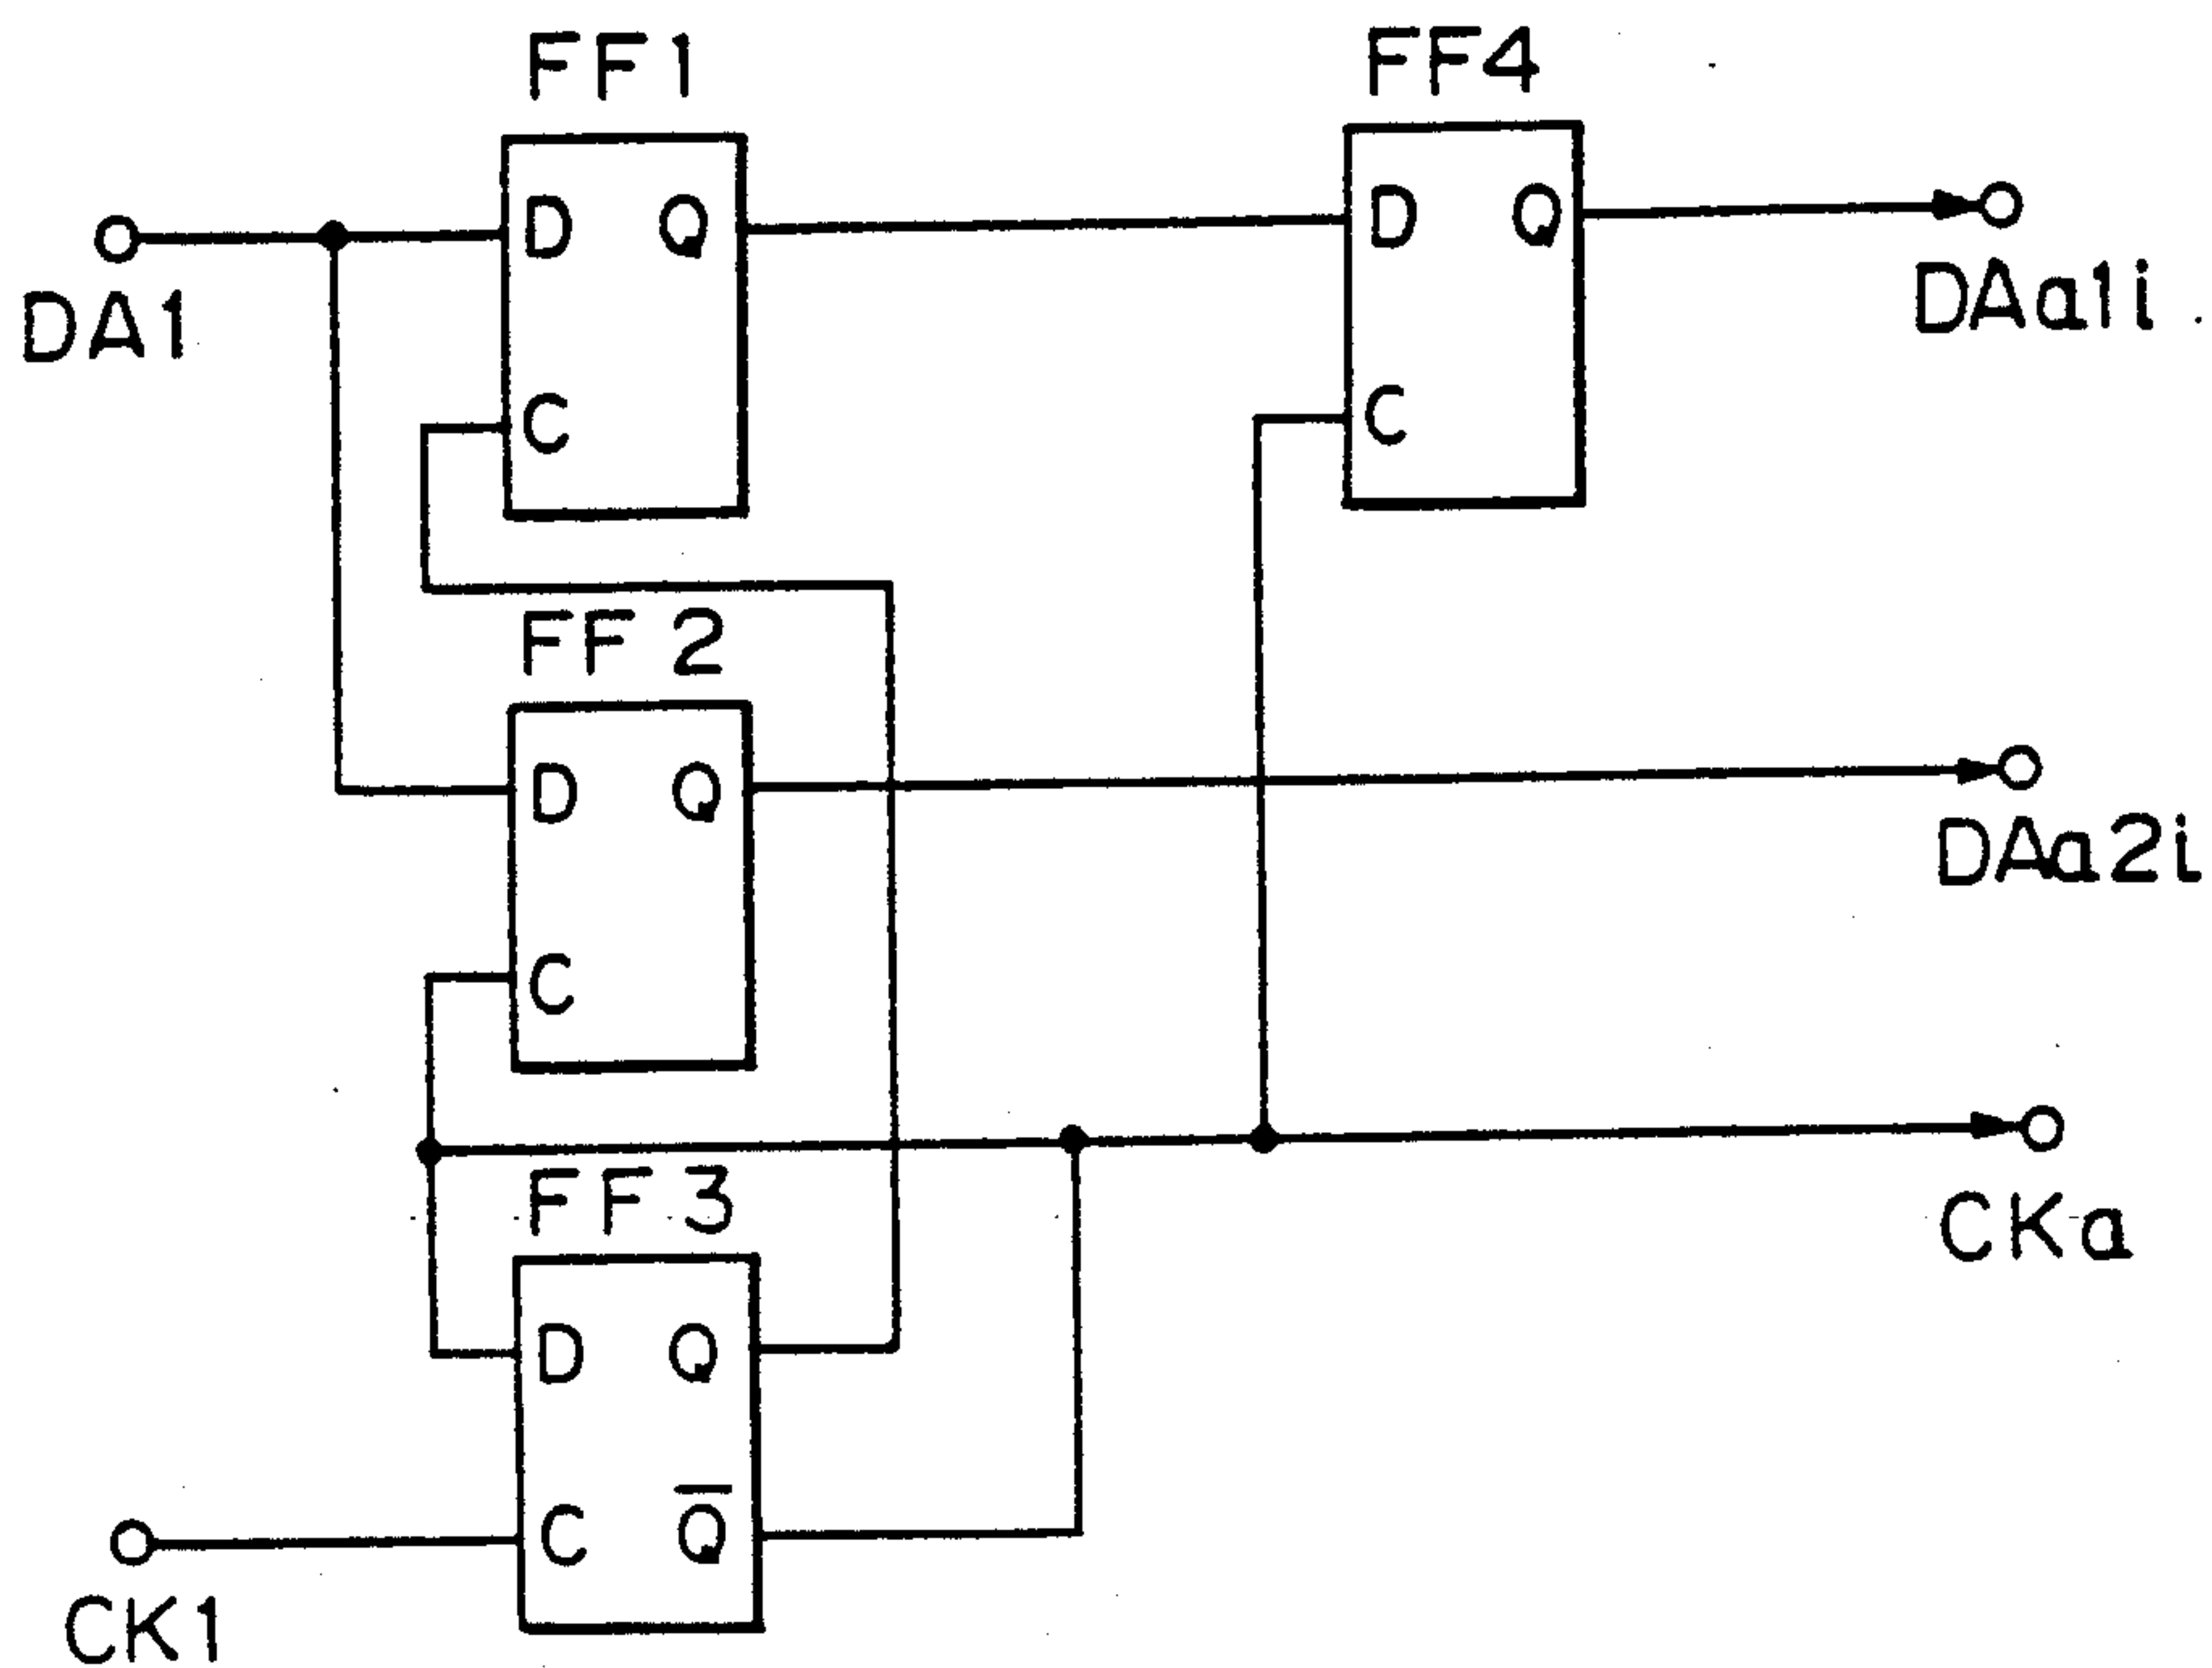 FF1
FF4
D Q
D Q
DA1
DAa1i
C
C
FF2
D Q
DAa2i
C
FF3
CKa
D Q
C Q̅
CK1